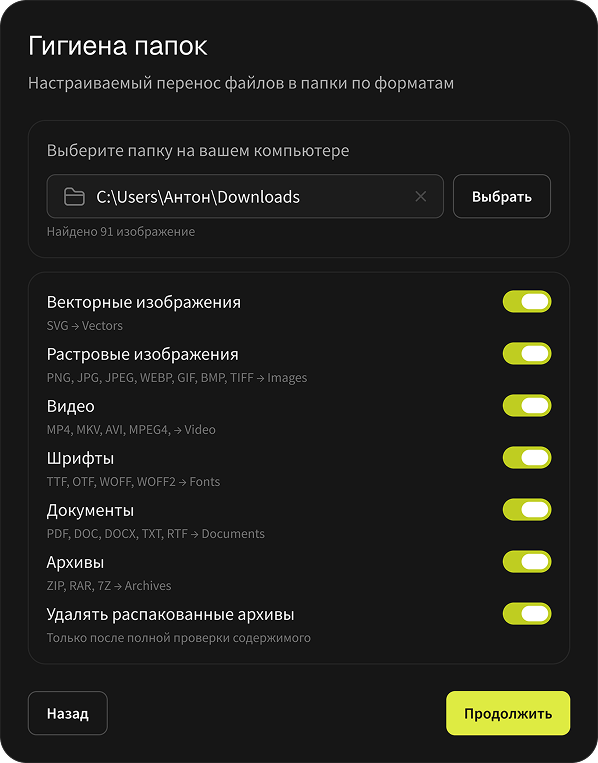 Гигиена папок
Настраиваемый перенос файлов в папки по форматам
Выберите папку на вашем компьютере
C:\Users\Антон\Downloads
Выбрать
Найдено 91 изображение
Векторные изображения
SVG → Vectors
Растровые изображения
PNG, JPG, JPEG, WEBP, GIF, BMP, TIFF → Images
Видео
MP4, MKV, AVI, MPEG4, → Video
Шрифты
TTF, OTF, WOFF, WOFF2 → Fonts
Документы
PDF, DOC, DOCX, TXT, RTF → Documents
Архивы
ZIP, RAR, 7Z → Archives
Удалять распакованные архивы
Только после полной проверки содержимого
Назад
Продолжить